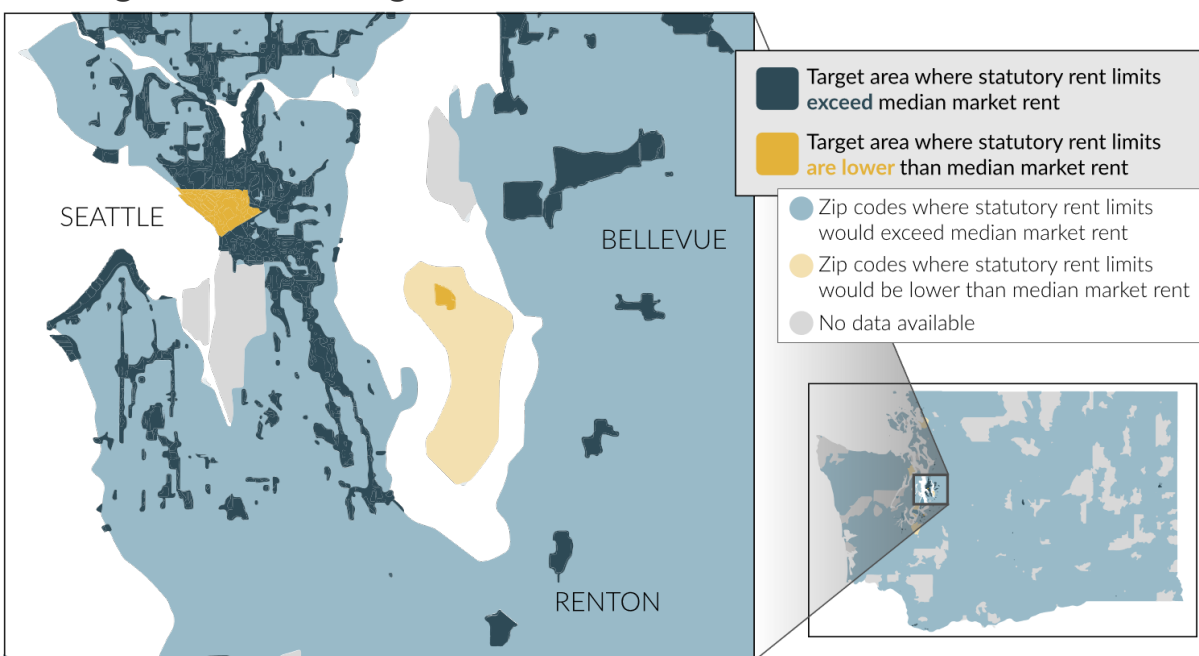 Target area where statutory rent limits
exceed median market rent
Target area where statutory rent limits
are lower than median market rent
Zip codes where statutory rent limits
would exceed median market rent
Zip codes where statutory rent limits
would be lower than median market rent
No data available
SEATTLE
BELLEVUE
RENTON